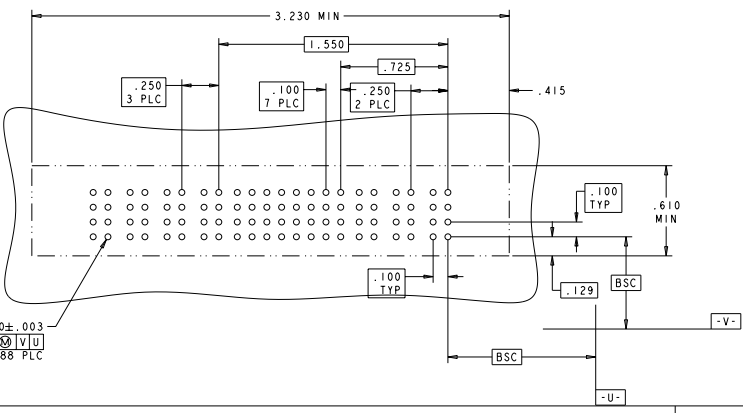 3.230 MIN
1.550
.725
.250
3 PLC
.100
7 PLC
.250
2 PLC
.415
.100
TYP
.610
MIN
.100
TYP
.129
BSC
-V-
BSC
-U-
0±.003
Ⓜ V U
88 PLC